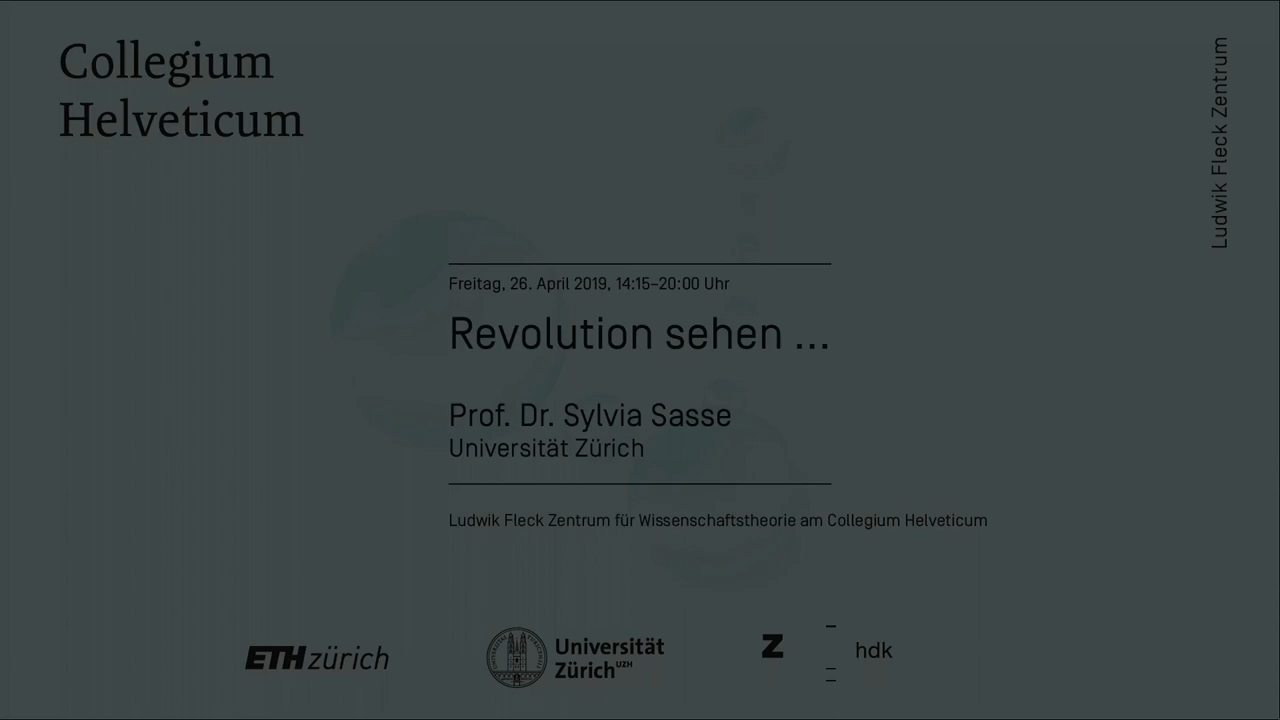 Collegium
Helveticum
Ludwik Fleck Zentrum
Freitag, 26. April 2019, 14:15–20:00 Uhr
Revolution sehen ...
Prof. Dr. Sylvia Sasse
Universität Zürich
Ludwik Fleck Zentrum für Wissenschaftstheorie am Collegium Helveticum
ETH zürich
Universität
Zürich UZH
Z hdk